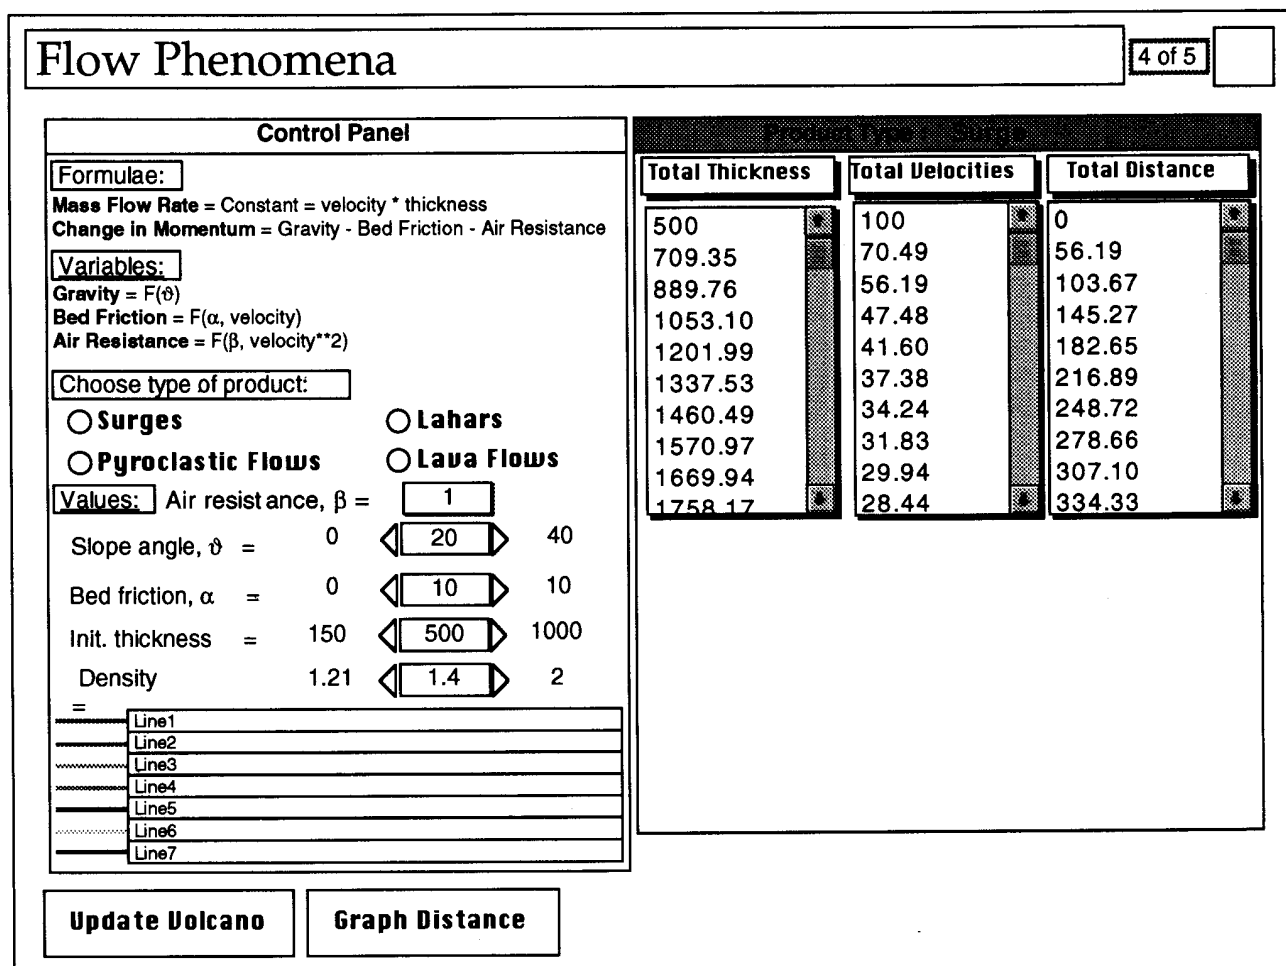 Flow Phenomena
4 of 5
Control Panel
Formulae:
Mass Flow Rate = Constant = velocity * thickness
Change in Momentum = Gravity - Bed Friction - Air Resistance
Variables:
Gravity = F(ϑ)
Bed Friction = F(α, velocity)
Air Resistance = F(β, velocity**2)
Choose type of product:
Surges
Lahars
Pyroclastic Flows
Lava Flows
Values: Air resistance, β = 1
Slope angle, ϑ = 0 20 40
Bed friction, α = 0 10 10
Init. thickness = 150 500 1000
Density 1.21 1.4 2
=
Line1
Line2
Line3
Line4
Line5
Line6
Line7
Product Type : Surge
Total Thickness Total Velocities Total Distance
500 100 0
709.35 70.49 56.19
889.76 56.19 103.67
1053.10 47.48 145.27
1201.99 41.60 182.65
1337.53 37.38 216.89
1460.49 34.24 248.72
1570.97 31.83 278.66
1669.94 29.94 307.10
1758.17 28.44 334.33
Update Volcano
Graph Distance